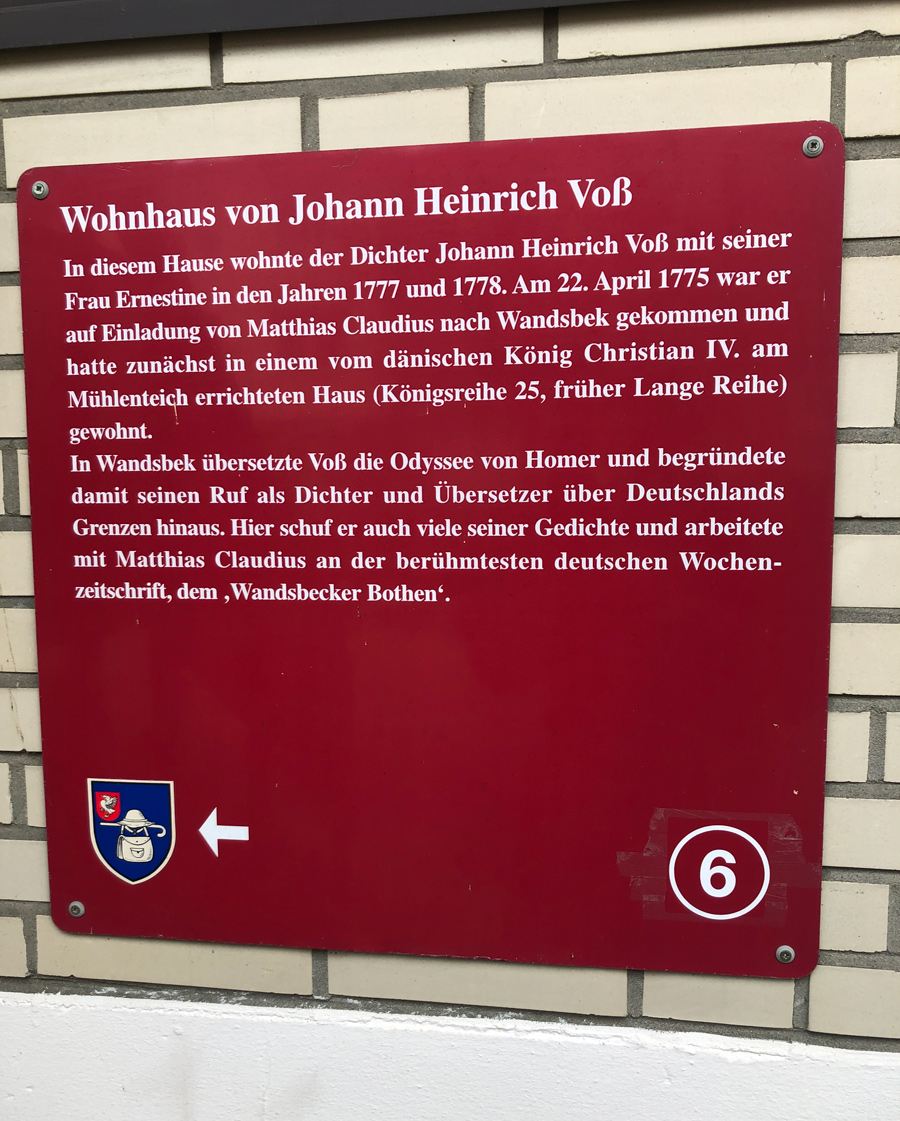 Wohnhaus von Johann Heinrich Voß
In diesem Hause wohnte der Dichter Johann Heinrich Voß mit seiner
Frau Ernestine in den Jahren 1777 und 1778. Am 22. April 1775 war er
auf Einladung von Matthias Claudius nach Wandsbek gekommen und
hatte zunächst in einem vom dänischen König Christian IV. am
Mühlenteich errichteten Haus (Königsreihe 25, früher Lange Reihe)
gewohnt.
In Wandsbek übersetzte Voß die Odyssee von Homer und begründete
damit seinen Ruf als Dichter und Übersetzer über Deutschlands
Grenzen hinaus. Hier schuf er auch viele seiner Gedichte und arbeitete
mit Matthias Claudius an der berühmtesten deutschen Wochen-
zeitschrift, dem ‚Wandsbecker Bothen‘.
6